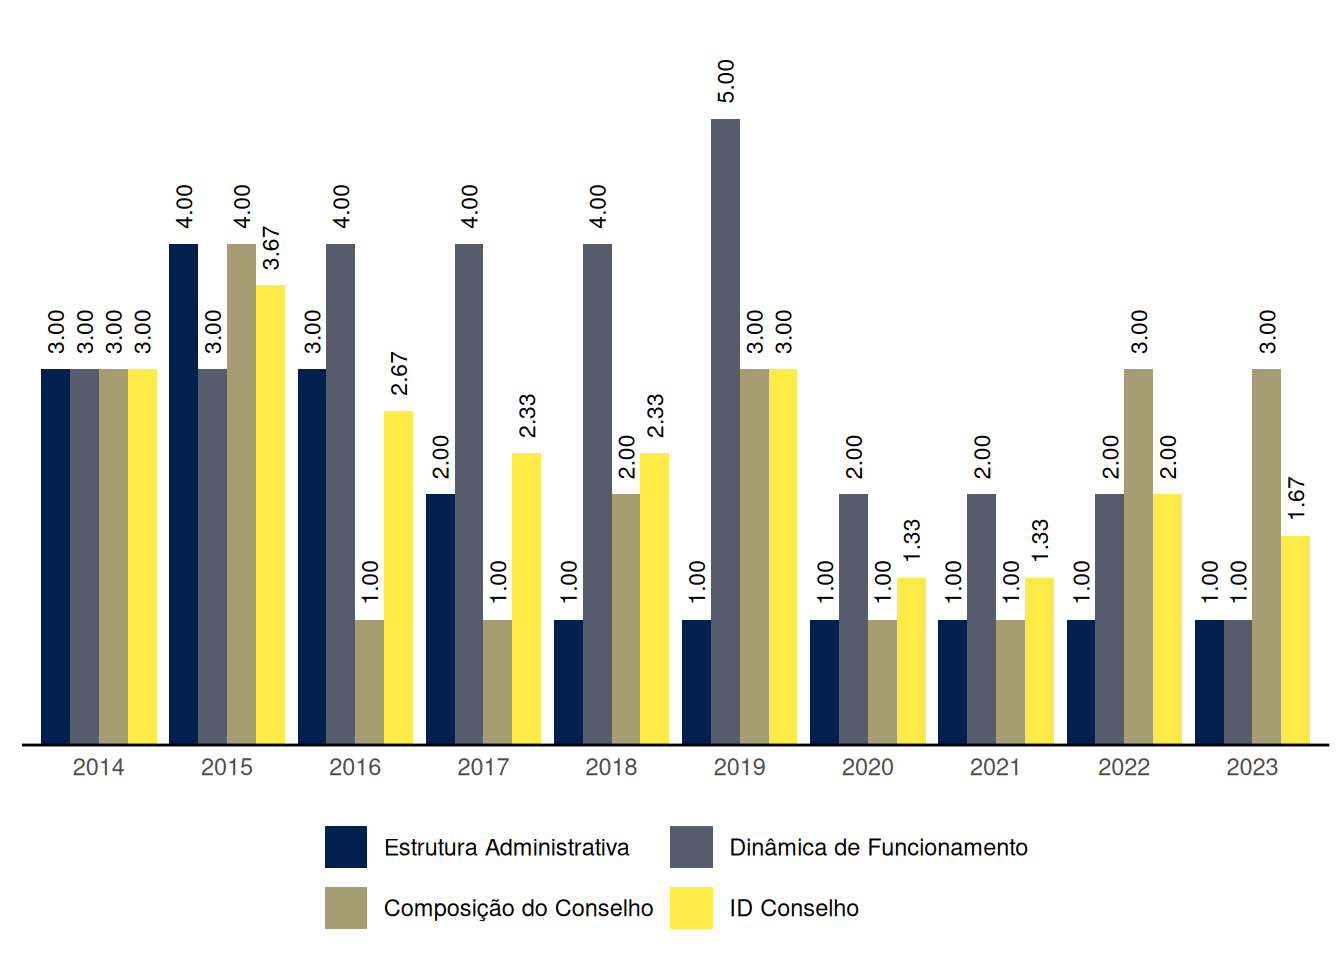 5.00
4.00 4.00 4.00 4.00 4.00
3.67
3.00 3.00 3.00 3.00 3.00 3.00 3.00 3.00 3.00 3.00
2.67
2.33 2.33
2.00 2.00 2.00 2.00 2.00 2.00
1.67
1.33 1.33
1.00 1.00 1.00 1.00 1.00 1.00 1.00 1.00 1.00 1.00 1.00
2014 2015 2016 2017 2018 2019 2020 2021 2022 2023
Estrutura Administrativa Dinâmica de Funcionamento
Composição do Conselho ID Conselho